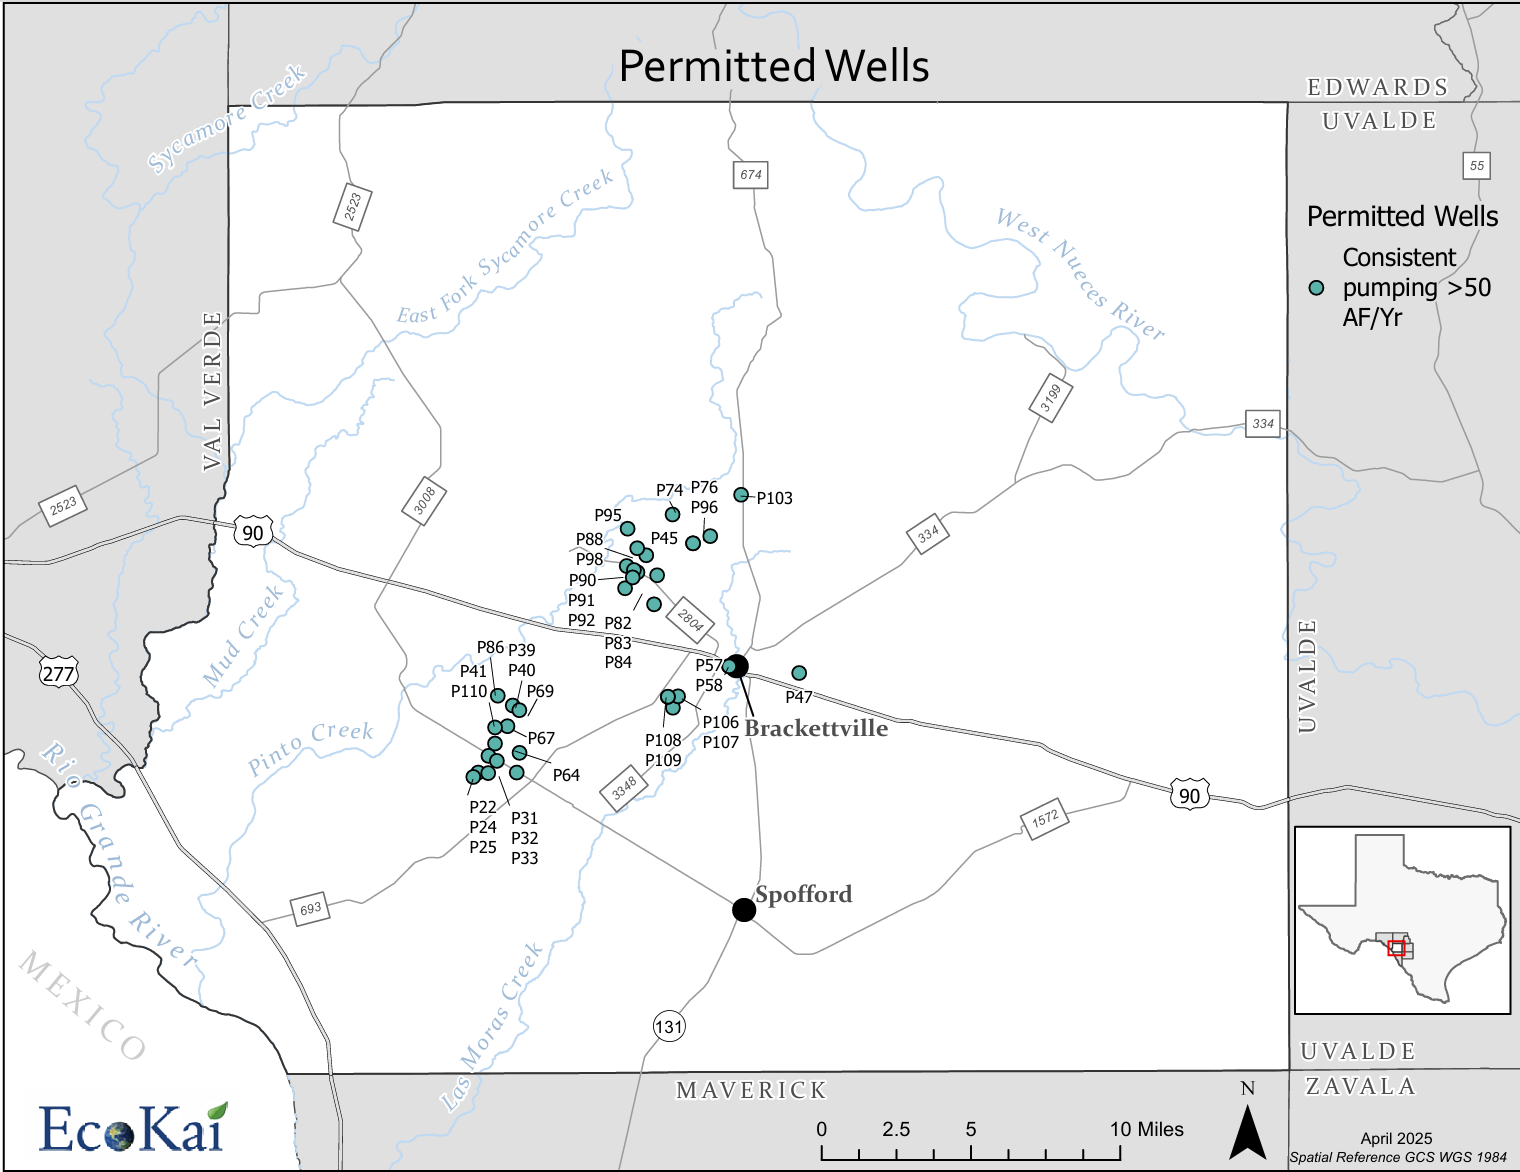 Permitted Wells
EDWARDS
UVALDE
Sycamore Creek
55
674
2523
East Fork Sycamore Creek
West Nueces River
Permitted Wells
Consistent
pumping >50
AF/Yr
VAL VERDE
3199
334
2523
3008
90
334
P74
P76
P96
P103
P95
P45
P88
P98
P90
P91
P92
P82
P83
P84
2804
Mud Creek
277
UVALDE
P86
P39
P40
P41
P110
P69
P67
P64
P57
P58
P47
Brackettville
P106
P107
P108
P109
Pinto Creek
3348
90
1572
P22
P24
P25
P31
P32
P33
Rio Grande River
693
Spofford
MEXICO
131
Las Moras Creek
UVALDE
ZAVALA
MAVERICK
EcoKai
0 2.5 5 10 Miles
N
April 2025
Spatial Reference GCS WGS 1984